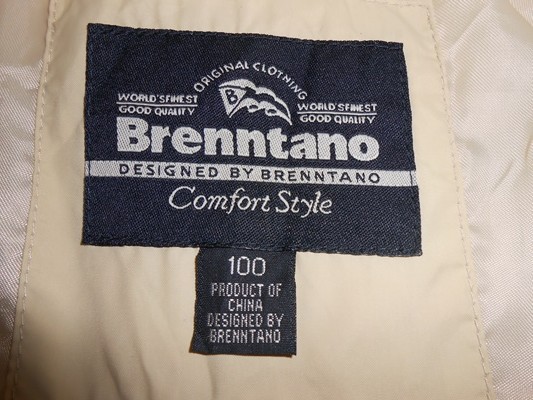 ORIGINAL CLOTHING
B
WORLD'S FINEST
GOOD QUALITY
WORLD'S FINEST
GOOD QUALITY
Brenntano
DESIGNED BY BRENNTANO
Comfort Style
100
PRODUCT OF
CHINA
DESIGNED BY
BRENNTANO